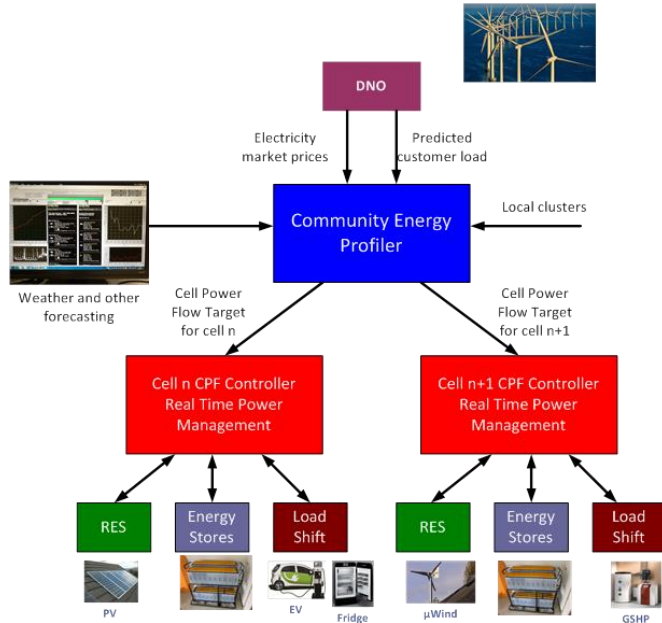 DNO
Electricity
market prices
Predicted
customer load
Community Energy
Profiler
Local clusters
Weather and other
forecasting
Cell Power
Flow Target
for cell n
Cell Power
Flow Target
for cell n+1
Cell n CPF Controller
Real Time Power
Management
Cell n+1 CPF Controller
Real Time Power
Management
RES
Energy
Stores
Load
Shift
RES
Energy
Stores
Load
Shift
PV
EV
Fridge
µWind
GSHP